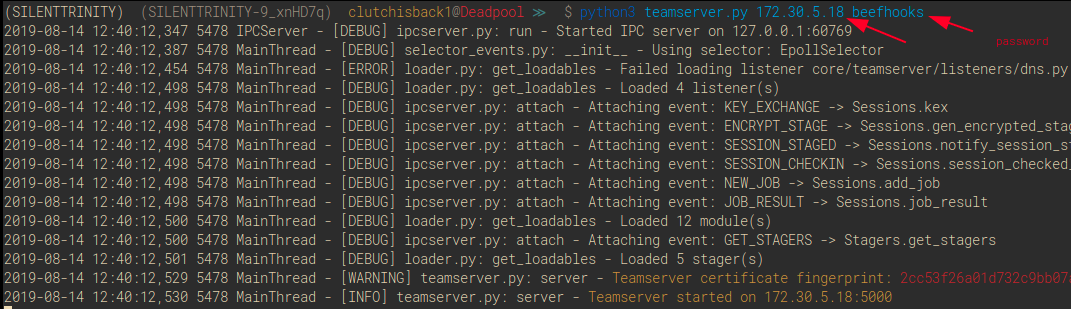 (SILENTTRINITY) (SILENTTRINITY-9_xnHD7q) clutchisback1@Deadpool ≫ $ python3 teamserver.py 172.30.5.18 beefhooks
password
2019-08-14 12:40:12,347 5478 IPCServer - [DEBUG] ipcserver.py: run - Started IPC server on 127.0.0.1:60769
2019-08-14 12:40:12,387 5478 MainThread - [DEBUG] selector_events.py: __init__ - Using selector: EpollSelector
2019-08-14 12:40:12,454 5478 MainThread - [ERROR] loader.py: get_loadables - Failed loading listener core/teamserver/listeners/dns.py
2019-08-14 12:40:12,498 5478 MainThread - [DEBUG] loader.py: get_loadables - Loaded 4 listener(s)
2019-08-14 12:40:12,498 5478 MainThread - [DEBUG] ipcserver.py: attach - Attaching event: KEY_EXCHANGE -> Sessions.kex
2019-08-14 12:40:12,498 5478 MainThread - [DEBUG] ipcserver.py: attach - Attaching event: ENCRYPT_STAGE -> Sessions.gen_encrypted_stag
2019-08-14 12:40:12,498 5478 MainThread - [DEBUG] ipcserver.py: attach - Attaching event: SESSION_STAGED -> Sessions.notify_session_st
2019-08-14 12:40:12,498 5478 MainThread - [DEBUG] ipcserver.py: attach - Attaching event: SESSION_CHECKIN -> Sessions.session_checked_
2019-08-14 12:40:12,498 5478 MainThread - [DEBUG] ipcserver.py: attach - Attaching event: NEW_JOB -> Sessions.add_job
2019-08-14 12:40:12,498 5478 MainThread - [DEBUG] ipcserver.py: attach - Attaching event: JOB_RESULT -> Sessions.job_result
2019-08-14 12:40:12,500 5478 MainThread - [DEBUG] loader.py: get_loadables - Loaded 12 module(s)
2019-08-14 12:40:12,500 5478 MainThread - [DEBUG] ipcserver.py: attach - Attaching event: GET_STAGERS -> Stagers.get_stagers
2019-08-14 12:40:12,501 5478 MainThread - [DEBUG] loader.py: get_loadables - Loaded 5 stager(s)
2019-08-14 12:40:12,529 5478 MainThread - [WARNING] teamserver.py: server - Teamserver certificate fingerprint: 2cc53f26a01d732c9bb07
2019-08-14 12:40:12,530 5478 MainThread - [INFO] teamserver.py: server - Teamserver started on 172.30.5.18:5000